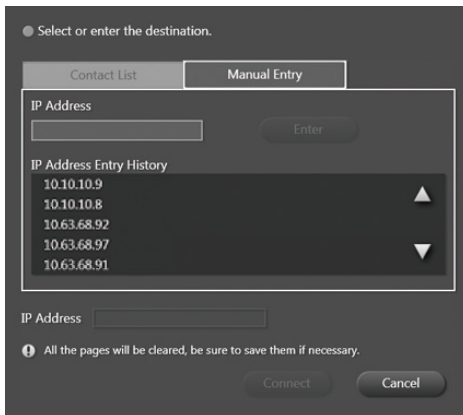 Select or enter the destination.
Contact List
Manual Entry
IP Address
Enter
IP Address Entry History
10.10.10.9
10.10.10.8
10.63.68.92
10.63.68.97
10.63.68.91
IP Address
All the pages will be cleared, be sure to save them if necessary.
Connect
Cancel